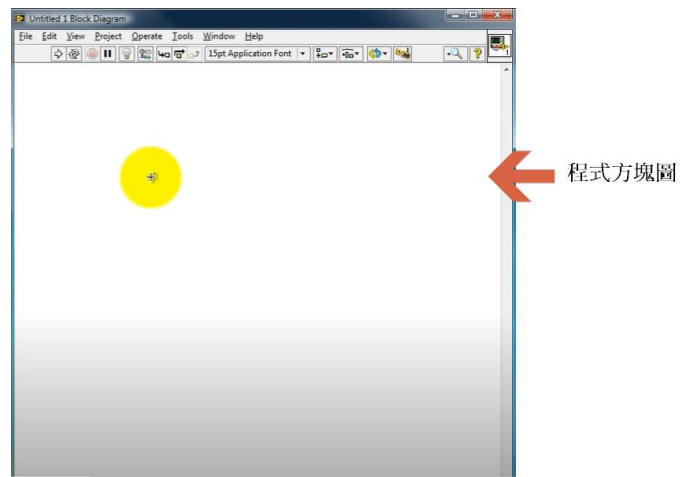 Untitled 1 Block Diagram
File Edit View Project Operate Tools Window Help
15pt Application Font
?
1
程式方塊圖